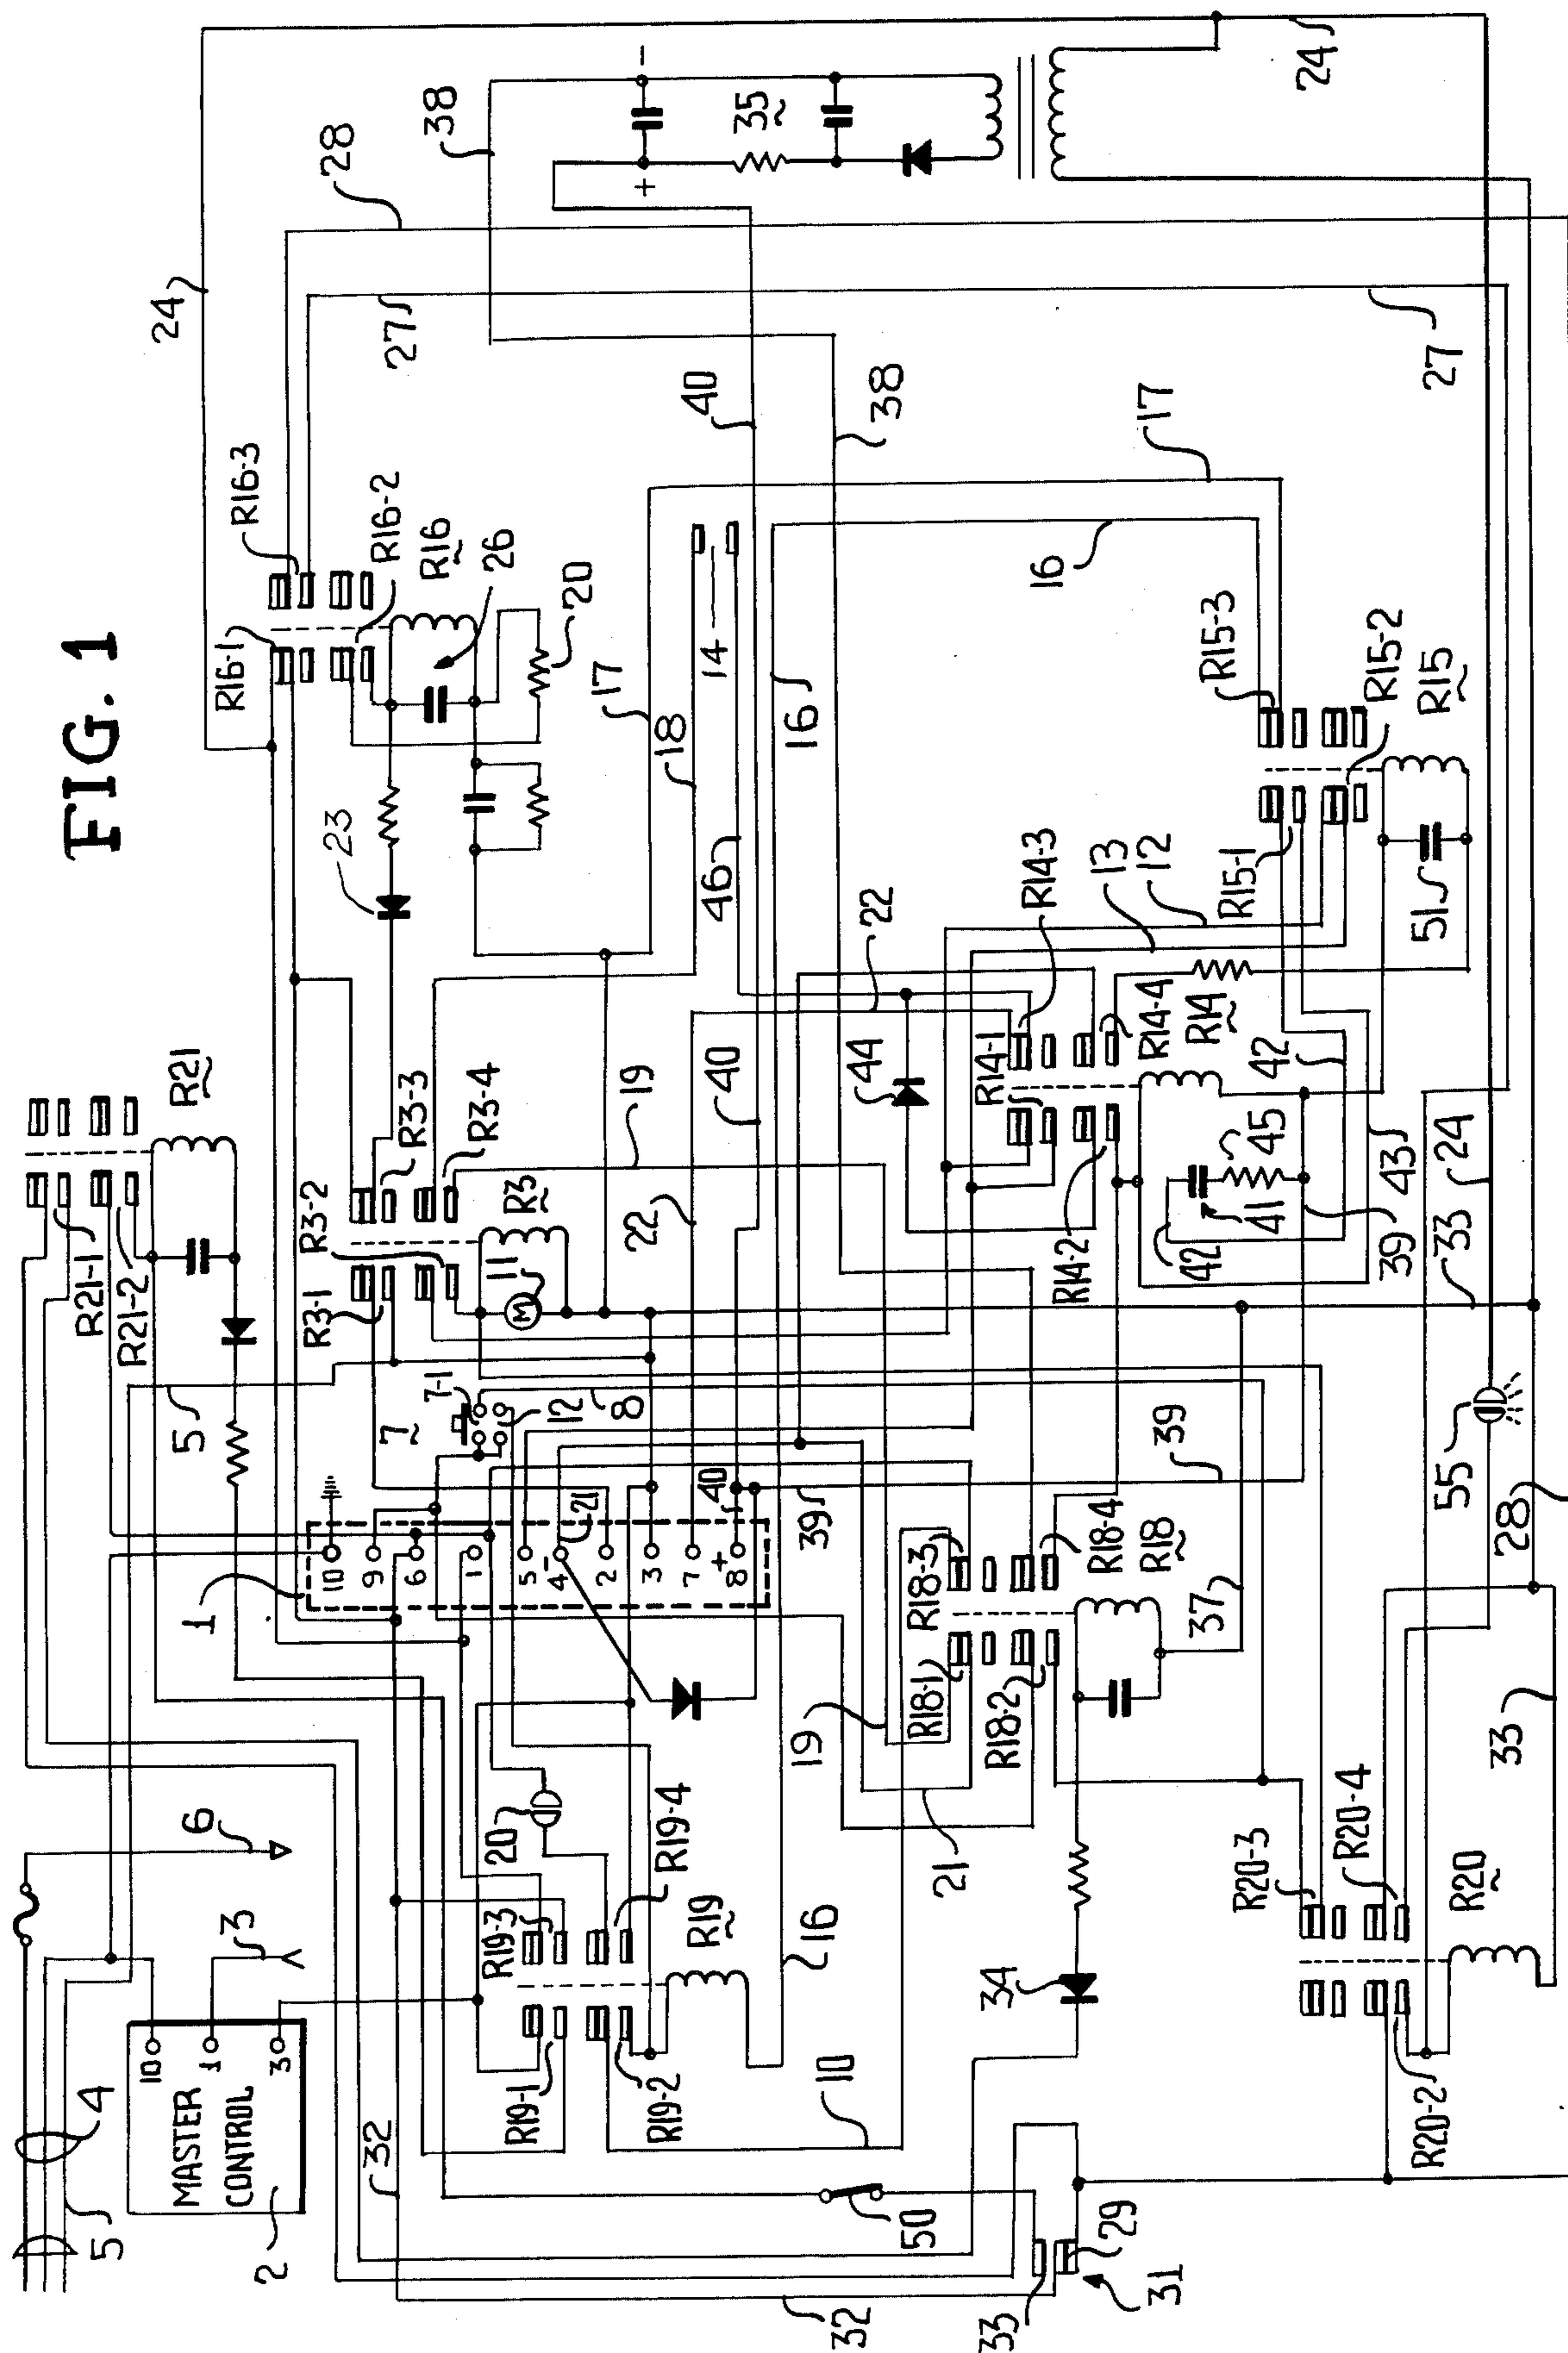 FIG. 1
24
28
38
35
−
+
24
27
R16-3
R16-1
R16-2
R16
26
20
40
38
17
16
27
23
17
18
14
46
16
R15-3
R15-2
R15
R15-1
51
R21
R21-1
R21-2
R3-3
R3-4
R3-2
R3-1
R3
M
11
19
22
40
22
44
R14-1
R14-3
13
12
R14-4
R14
R14-2
42
45
41
42
43
39
33
24
5
7
7-1
12
8
1
10
9
6
1
5
4 −
21
2
3
7
8 +
40
39
39
R18-3
R18-4
R18
R18-1
R18-2
37
55
28
33
19
21
6
3
4
5
MASTER
CONTROL
10
1
3
2
20
R19-3
R19-4
R19
R19-1
R19-2
16
10
34
R20-3
R20-4
R20
R20-2
32
32
50
33
29
31